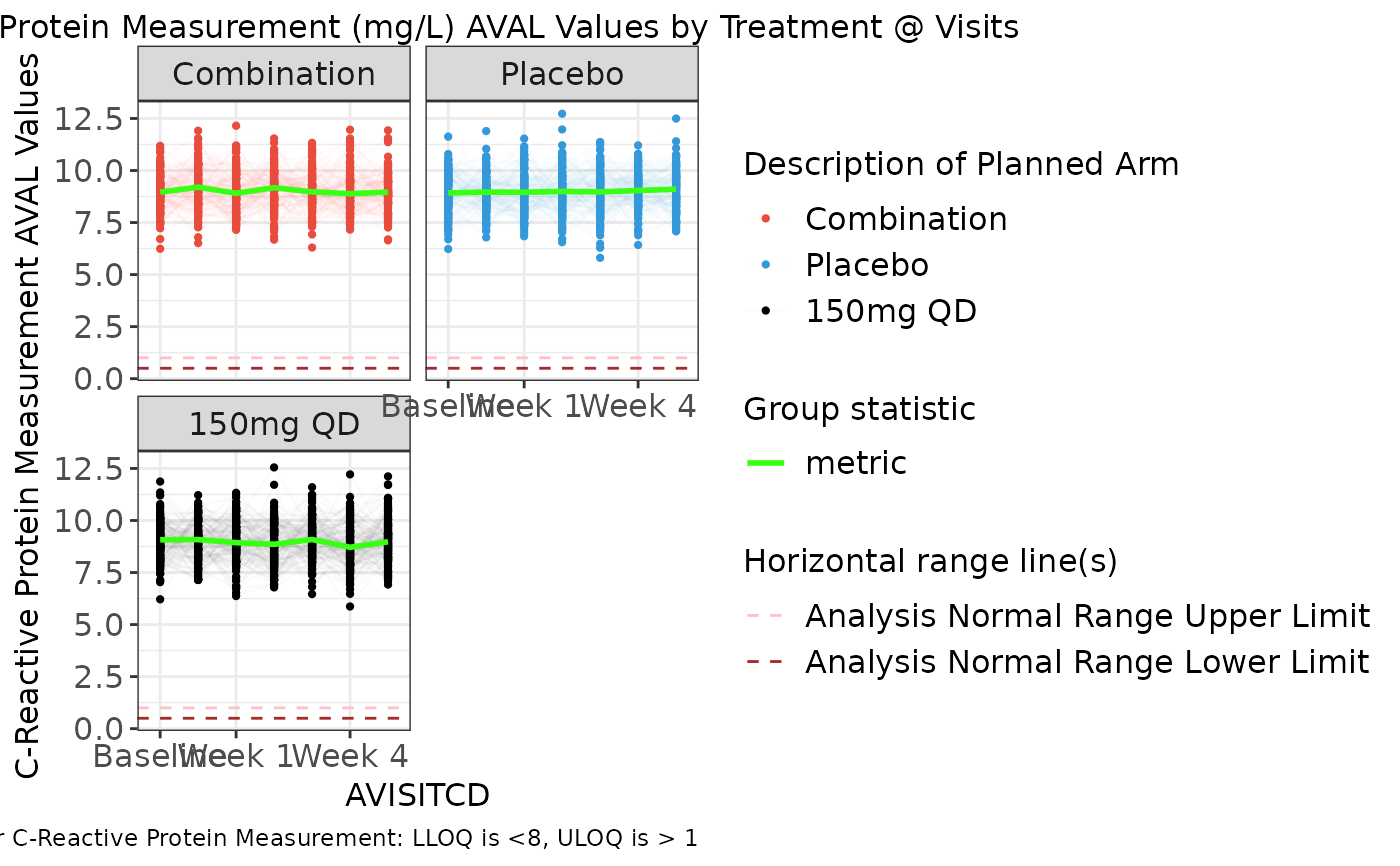 Protein Measurement (mg/L) AVAL Values by Treatment @ Visits
C-Reactive Protein Measurement AVAL Values
Combination
Placebo
12.5
10.0
7.5
5.0
2.5
0.0
Baseline Week 1 Week 4
150mg QD
12.5
10.0
7.5
5.0
2.5
0.0
Baseline Week 1 Week 4
AVISITCD
Description of Planned Arm
Combination
Placebo
150mg QD
Group statistic
metric
Horizontal range line(s)
Analysis Normal Range Upper Limit
Analysis Normal Range Lower Limit
r C-Reactive Protein Measurement: LLOQ is <8, ULOQ is > 1